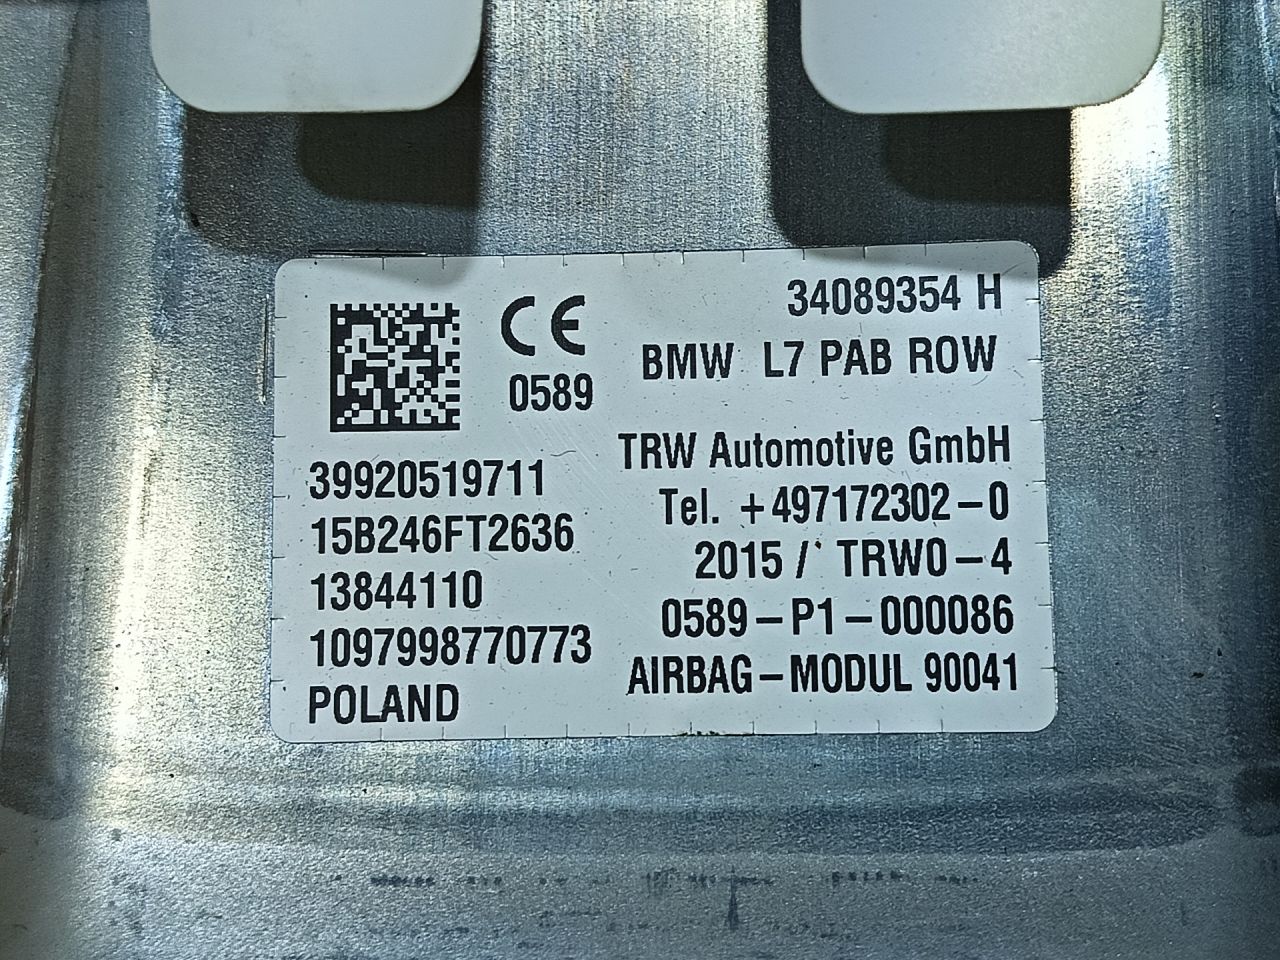 34089354 H
CE
0589
BMW L7 PAB ROW
39920519711
15B246FT2636
13844110
1097998770773
POLAND
TRW Automotive GmbH
Tel. +497172302-0
2015 / TRW0-4
0589-P1-000086
AIRBAG-MODUL 90041